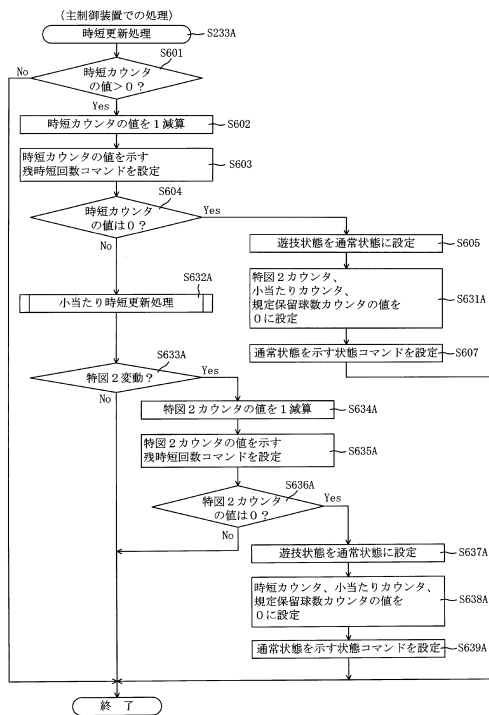 (主制御装置での処理)
時短更新処理
S233A
S601
時短カウンタ
の値>0?
No
Yes
時短カウンタの値を1減算
S602
時短カウンタの値を示す
残時短回数コマンドを設定
S603
S604
時短カウンタ
の値は0?
Yes
No
遊技状態を通常状態に設定
S605
特図2カウンタ、
小当たりカウンタ、
規定保留球数カウンタの値を
0に設定
S631A
通常状態を示す状態コマンドを設定
S607
S632A
小当たり時短更新処理
S633A
特図2変動?
Yes
No
特図2カウンタの値を1減算
S634A
特図2カウンタの値を示す
残時短回数コマンドを設定
S635A
S636A
特図2カウンタ
の値は0?
Yes
No
遊技状態を通常状態に設定
S637A
時短カウンタ、小当たりカウンタ、
規定保留球数カウンタの値を
0に設定
S638A
通常状態を示す状態コマンドを設定
S639A
終 了